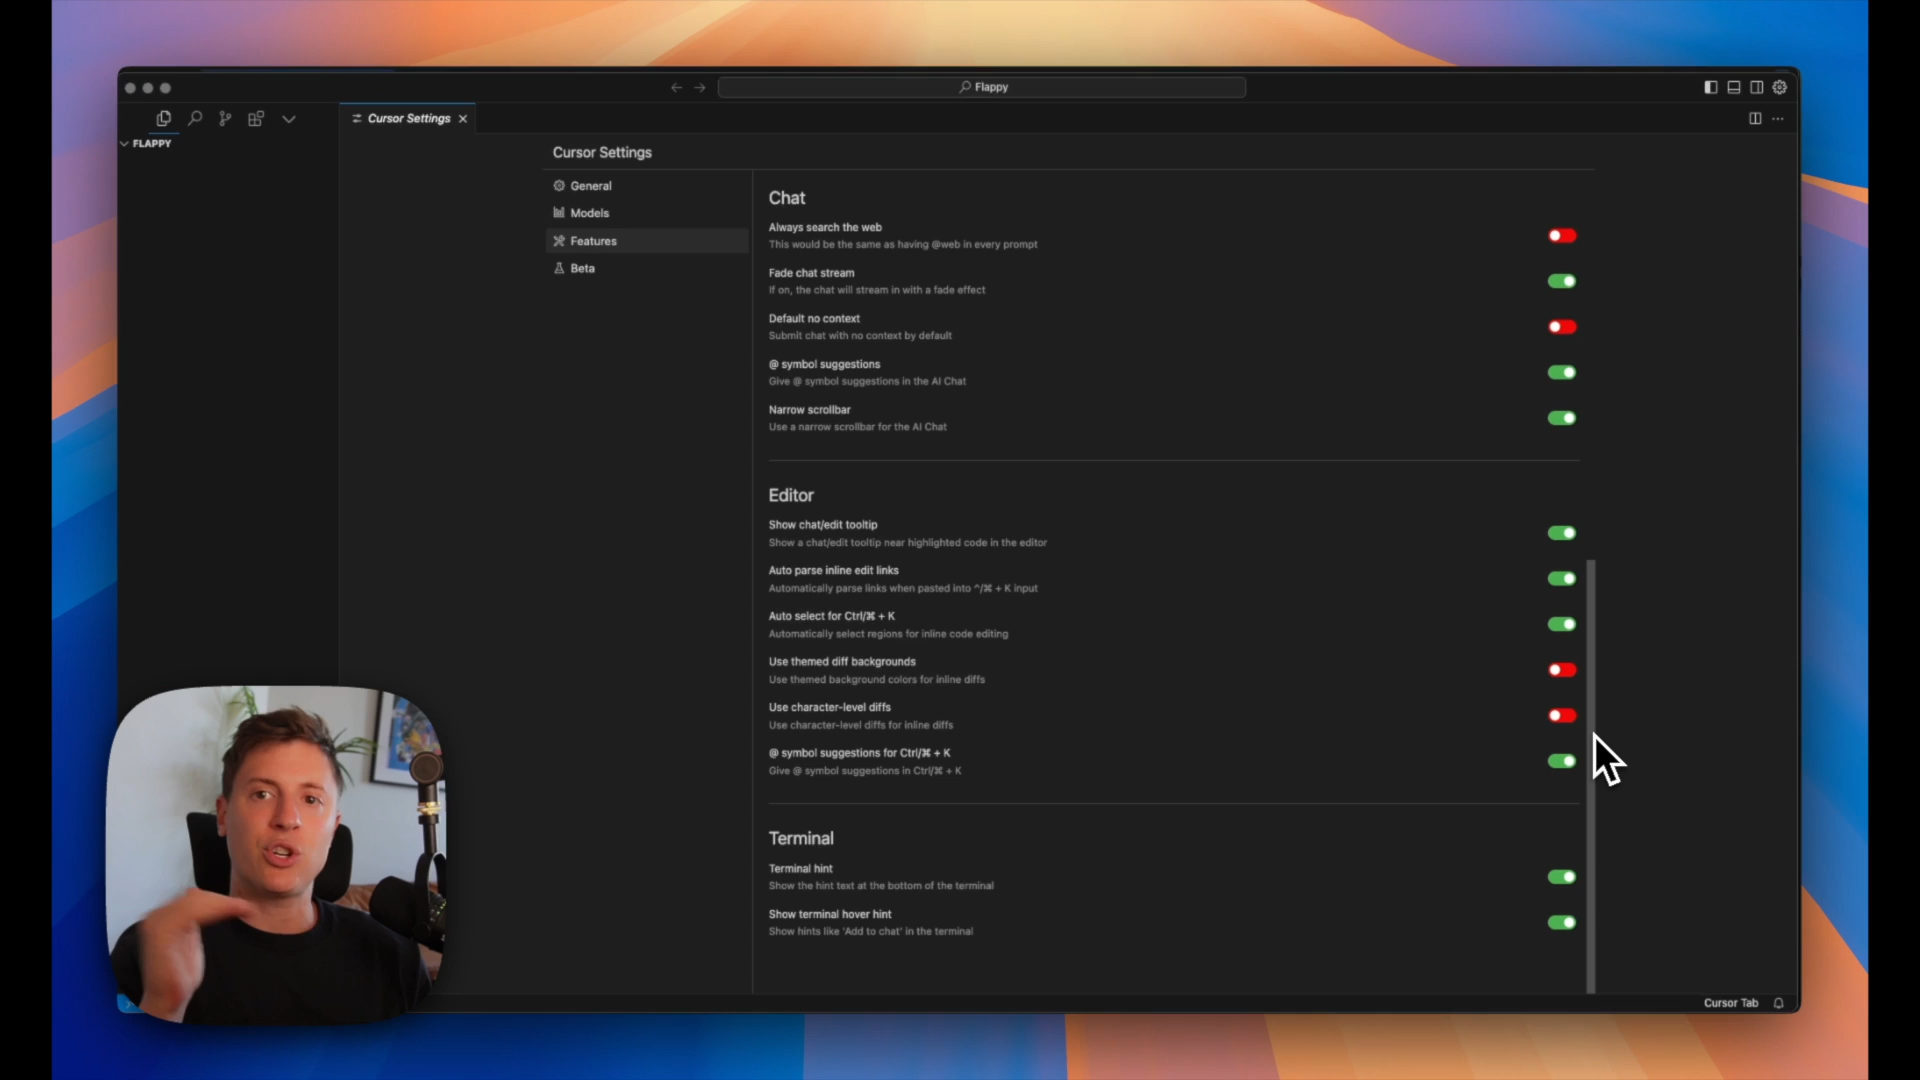 Flappy
Cursor Settings
FLAPPY
Cursor Settings
General
Models
Features
Beta
Chat
Always search the web
This would be the same as having @web in every prompt
Fade chat stream
If on, the chat will stream in with a fade effect
Default no context
Submit chat with no context by default
@ symbol suggestions
Give @ symbol suggestions in the AI Chat
Narrow scrollbar
Use a narrow scrollbar for the AI Chat
Editor
Show chat/edit tooltip
Show a chat/edit tooltip near highlighted code in the editor
Auto parse inline edit links
Automatically parse links when pasted into ^/⌘ + K input
Auto select for Ctrl/⌘ + K
Automatically select regions for inline code editing
Use themed diff backgrounds
Use themed background colors for inline diffs
Use character-level diffs
Use character-level diffs for inline diffs
@ symbol suggestions for Ctrl/⌘ + K
Give @ symbol suggestions in Ctrl/⌘ + K
Terminal
Terminal hint
Show the hint text at the bottom of the terminal
Show terminal hover hint
Show hints like 'Add to chat' in the terminal
Cursor Tab